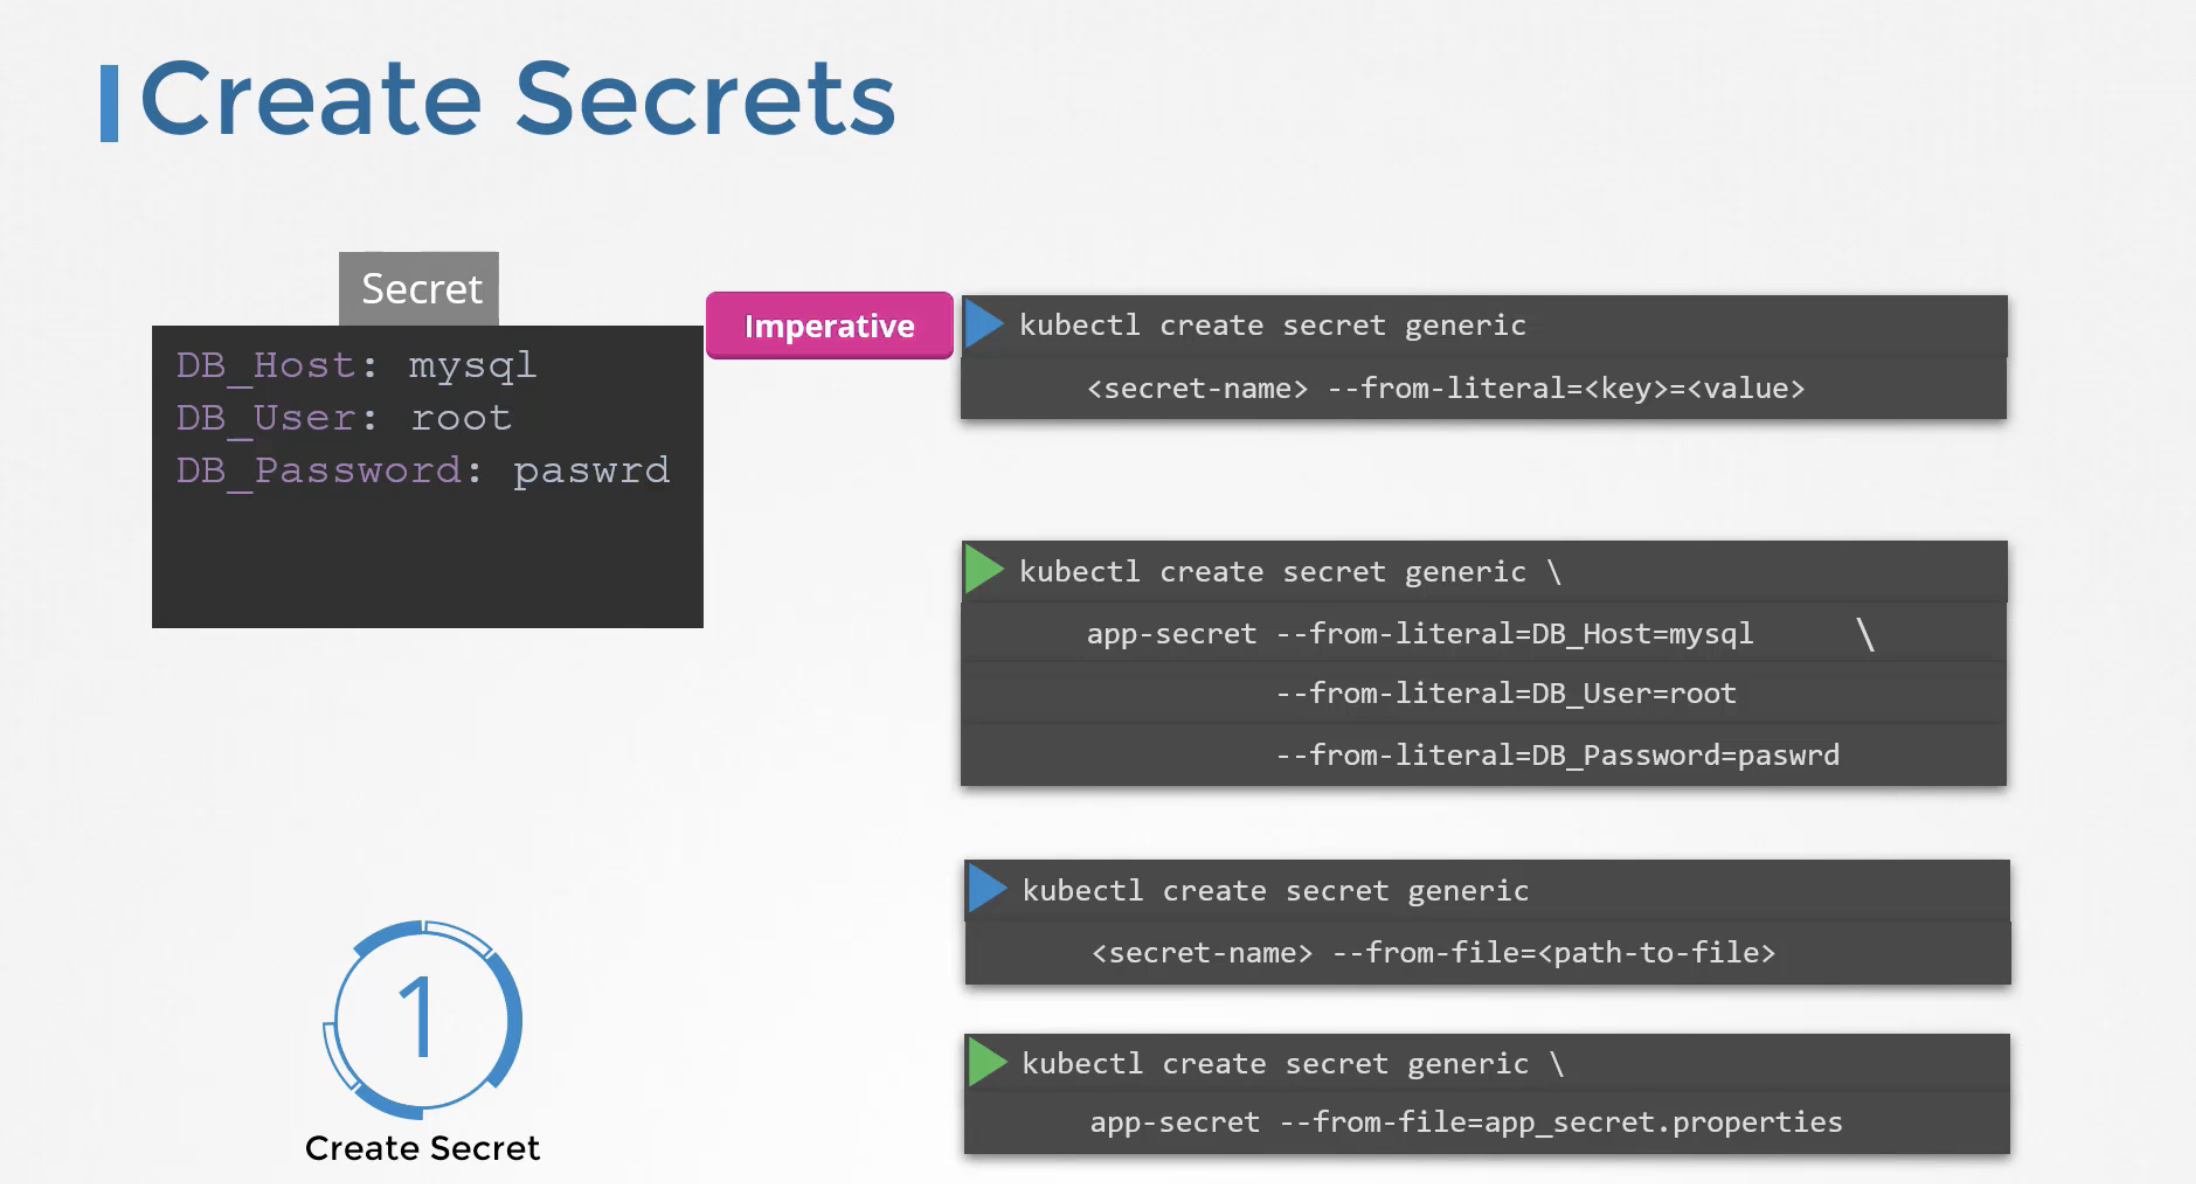 Create Secrets
Secret
DB_Host: mysql
DB_User: root
DB_Password: paswrd
Imperative
kubectl create secret generic
<secret-name> --from-literal=<key>=<value>
kubectl create secret generic \
app-secret --from-literal=DB_Host=mysql \
--from-literal=DB_User=root
--from-literal=DB_Password=paswrd
kubectl create secret generic
<secret-name> --from-file=<path-to-file>
kubectl create secret generic \
app-secret --from-file=app_secret.properties
1
Create Secret